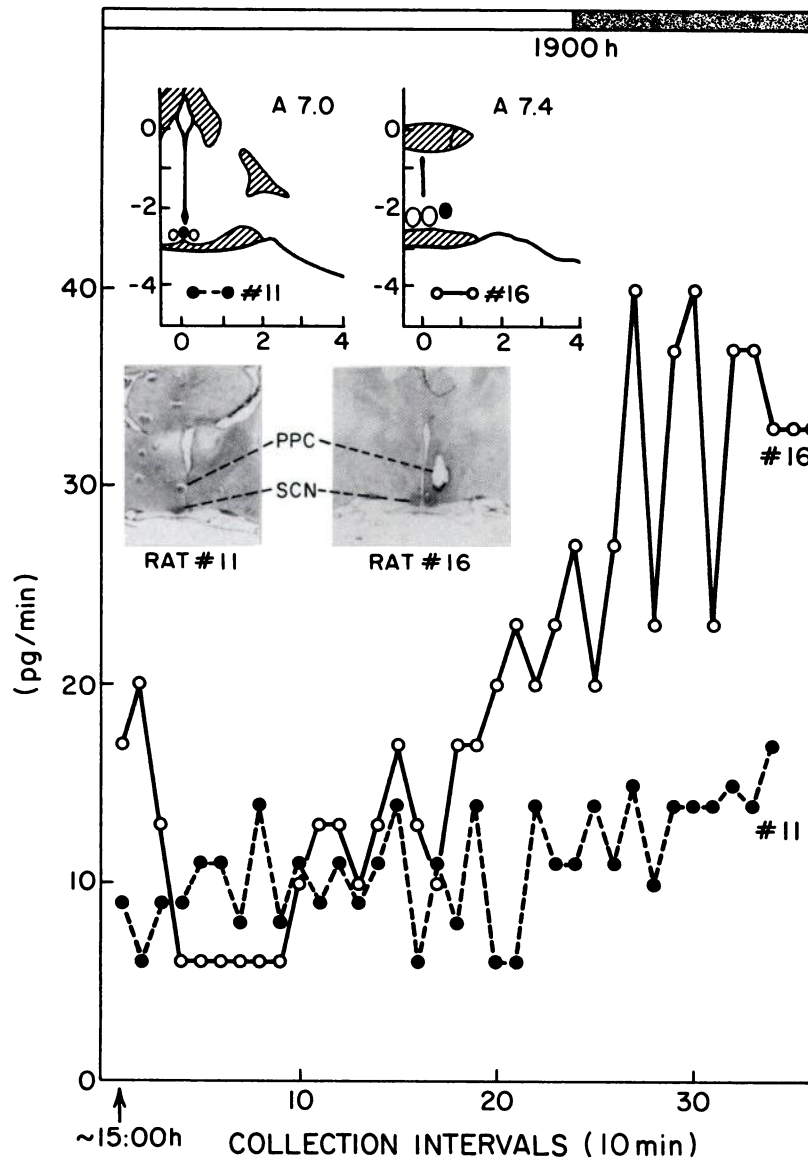 1900 h
A 7.0
A 7.4
0
-2
-4
#11
#16
0 2 4
0 2 4
PPC
SCN
RAT #11
RAT #16
(pg/min)
40
30
20
10
0
#16
#11
10 20 30
~15:00h
COLLECTION INTERVALS (10 min)
0
-2
-4